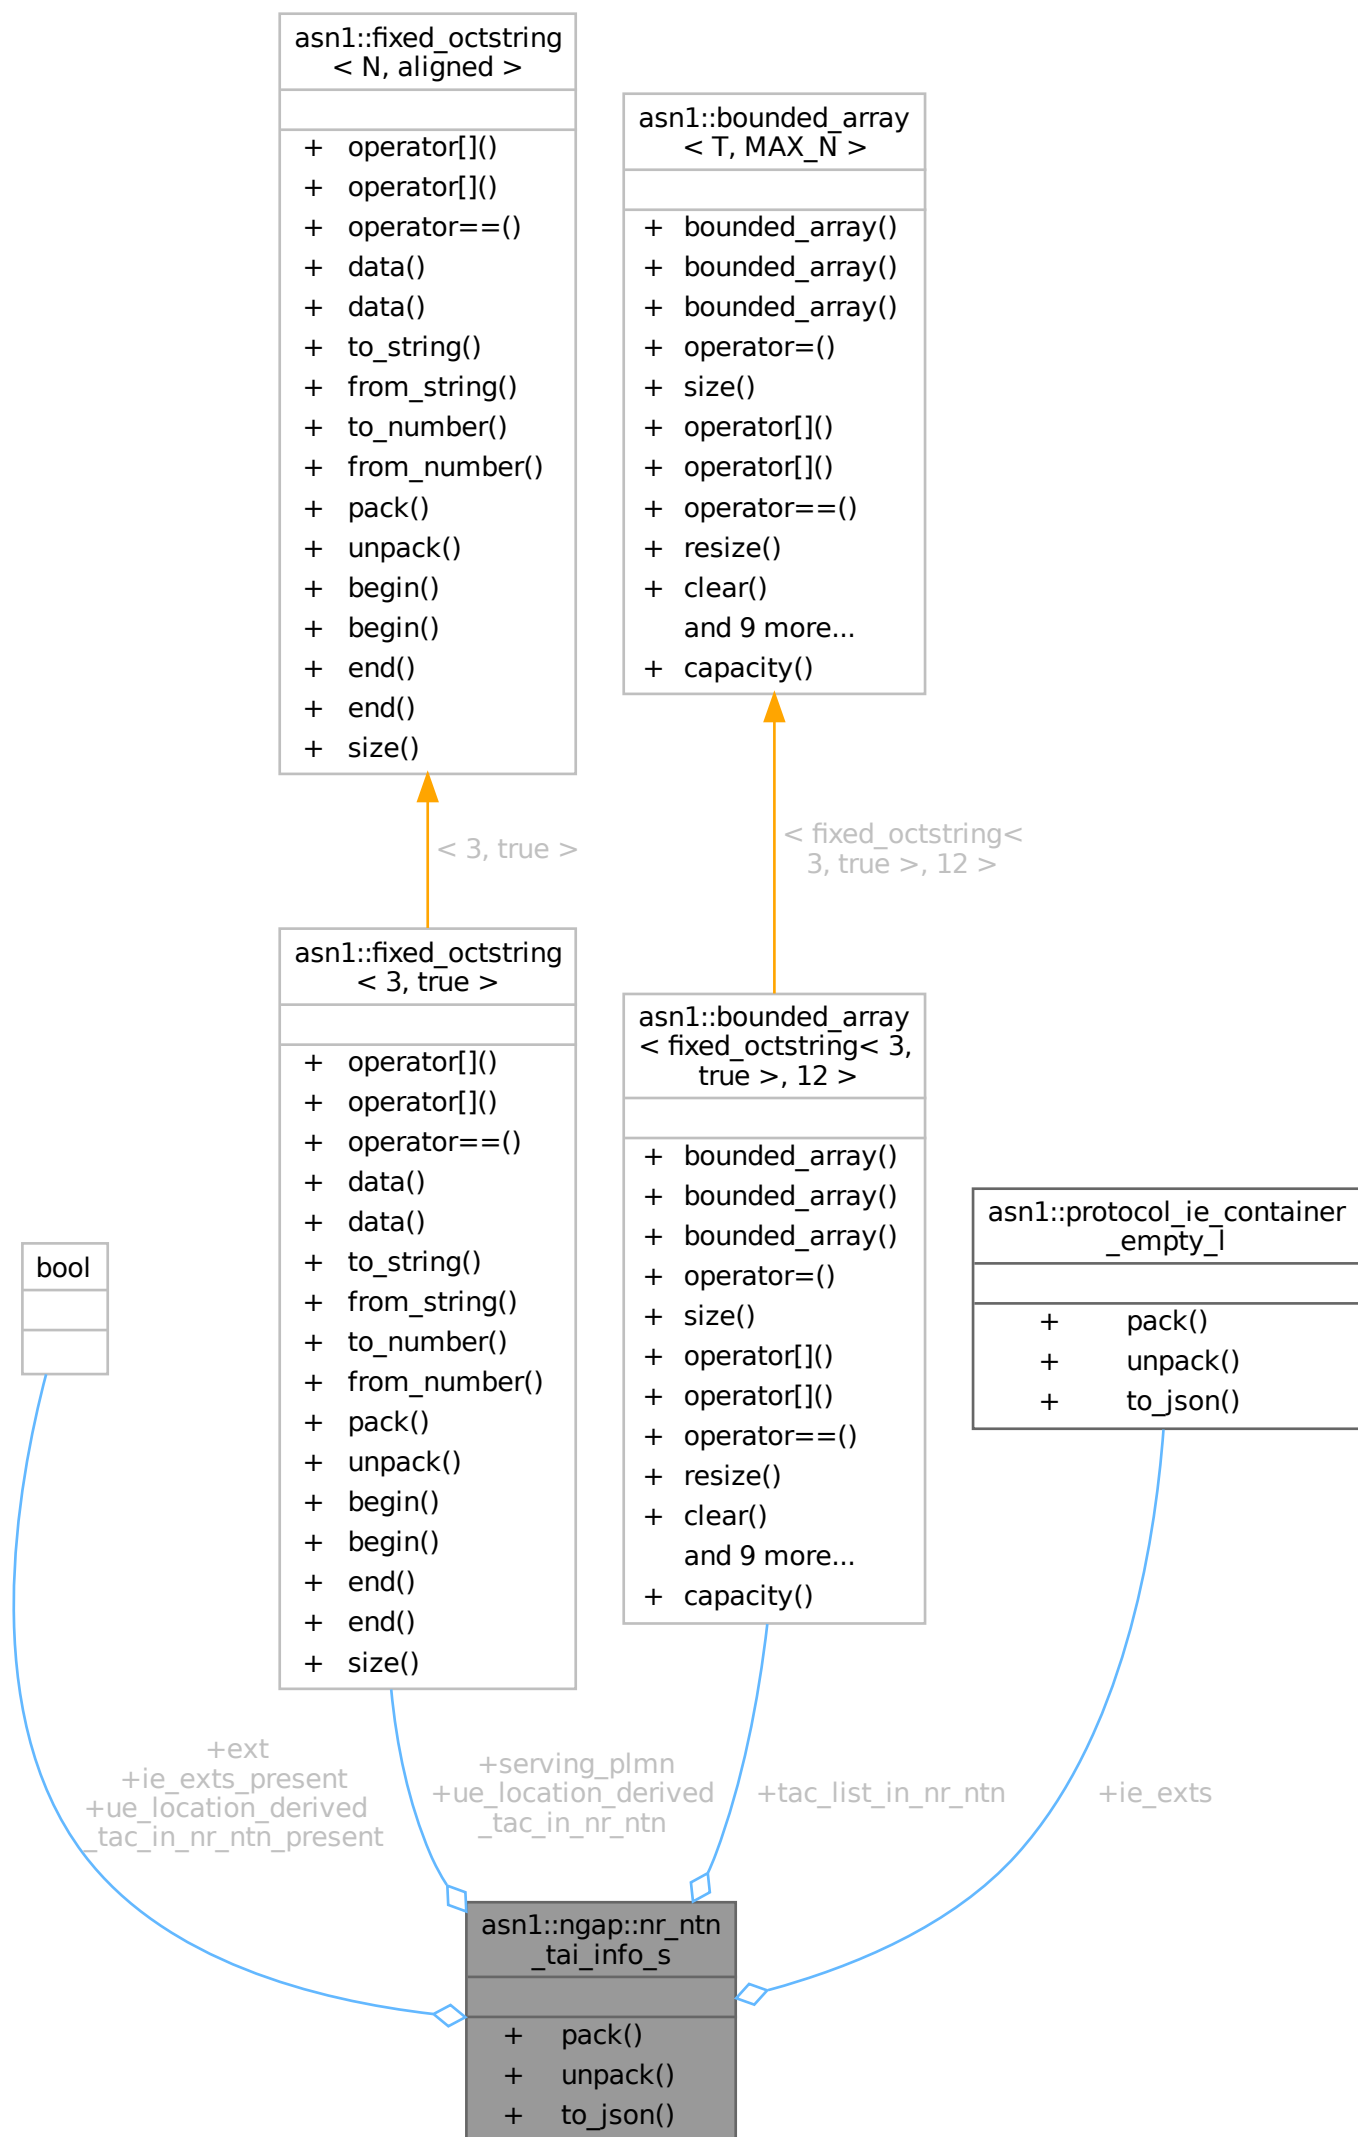 asn1::fixed_octstring
< N, aligned >
+ operator[]()
+ operator[]()
+ operator==()
+ data()
+ data()
+ to_string()
+ from_string()
+ to_number()
+ from_number()
+ pack()
+ unpack()
+ begin()
+ begin()
+ end()
+ end()
+ size()
asn1::bounded_array
< T, MAX_N >
+ bounded_array()
+ bounded_array()
+ bounded_array()
+ operator=()
+ size()
+ operator[]()
+ operator[]()
+ operator==()
+ resize()
+ clear()
and 9 more...
+ capacity()
< 3, true >
< fixed_octstring<
3, true >, 12 >
asn1::fixed_octstring
< 3, true >
+ operator[]()
+ operator[]()
+ operator==()
+ data()
+ data()
+ to_string()
+ from_string()
+ to_number()
+ from_number()
+ pack()
+ unpack()
+ begin()
+ begin()
+ end()
+ end()
+ size()
asn1::bounded_array
< fixed_octstring< 3,
true >, 12 >
+ bounded_array()
+ bounded_array()
+ bounded_array()
+ operator=()
+ size()
+ operator[]()
+ operator[]()
+ operator==()
+ resize()
+ clear()
and 9 more...
+ capacity()
asn1::protocol_ie_container
_empty_l
+ pack()
+ unpack()
+ to_json()
bool
+ext
+ie_exts_present
+ue_location_derived
_tac_in_nr_ntn_present
+serving_plmn
+ue_location_derived
_tac_in_nr_ntn
+tac_list_in_nr_ntn
+ie_exts
asn1::ngap::nr_ntn
_tai_info_s
+ pack()
+ unpack()
+ to_json()